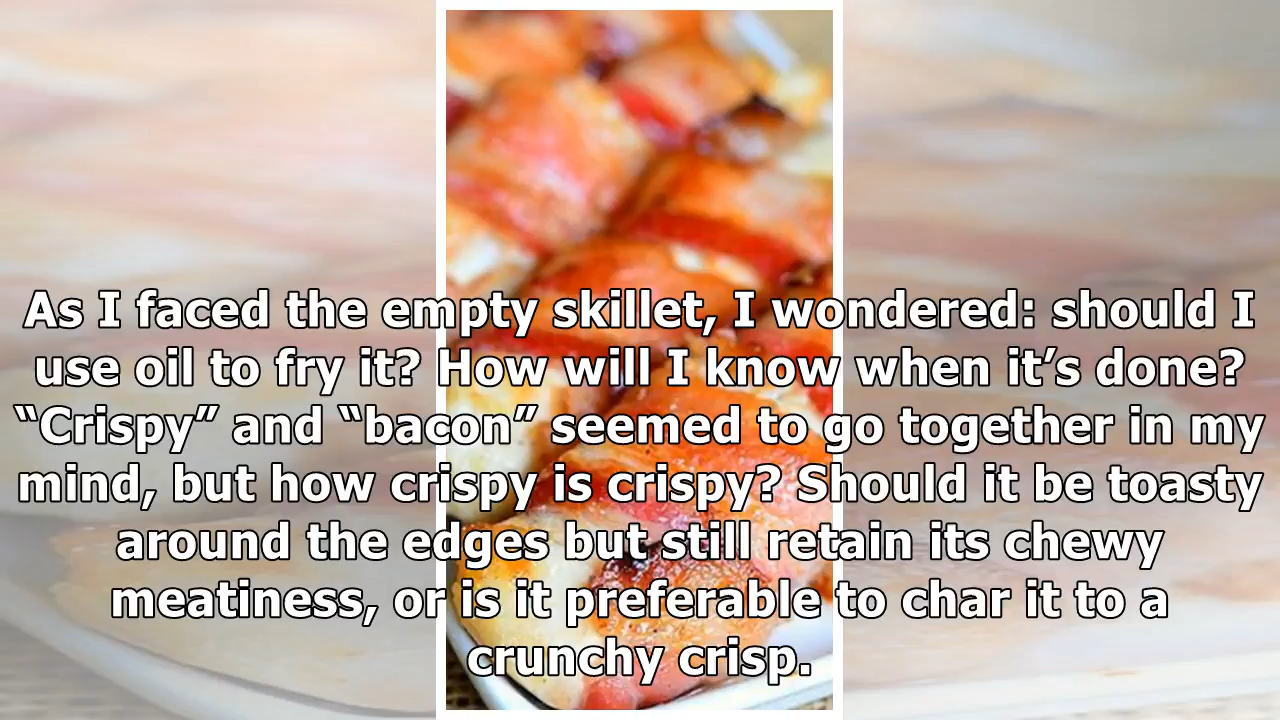 As I faced the empty skillet, I wondered: should I
use oil to fry it? How will I know when it’s done?
“Crispy” and “bacon” seemed to go together in my
mind, but how crispy is crispy? Should it be toasty
around the edges but still retain its chewy
meatiness, or is it preferable to char it to a
crunchy crisp.